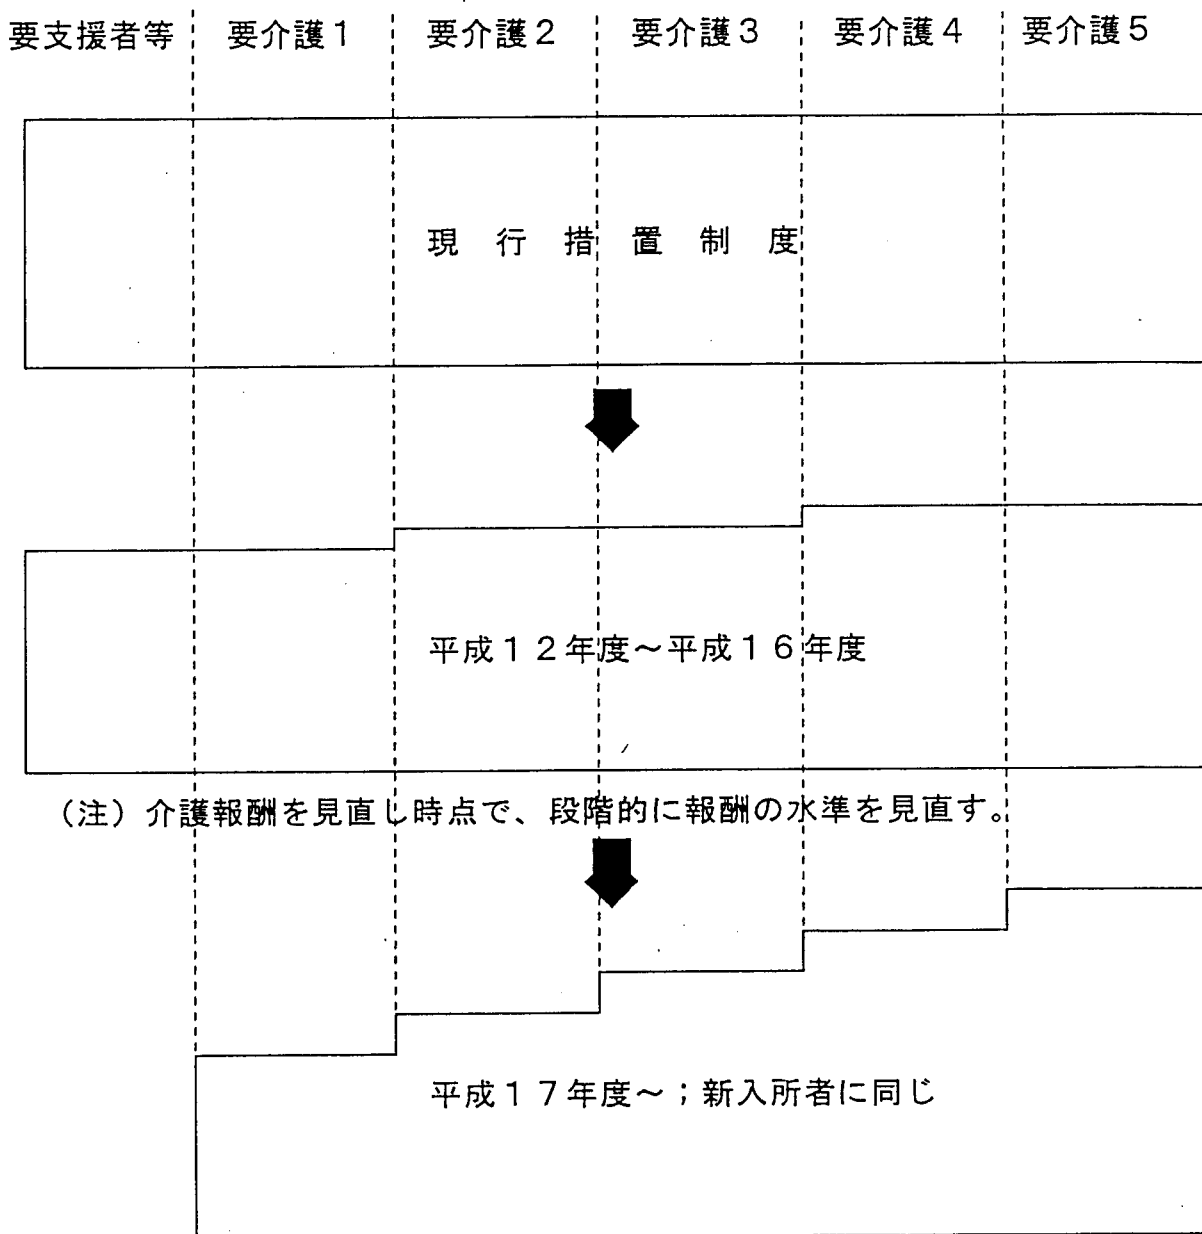 要支援者等 要介護1 要介護2 要介護3 要介護4 要介護5
現行措置制度
平成12年度~平成16年度
(注)介護報酬を見直し時点で、段階的に報酬の水準を見直す。
平成17年度~;新入所者に同じ